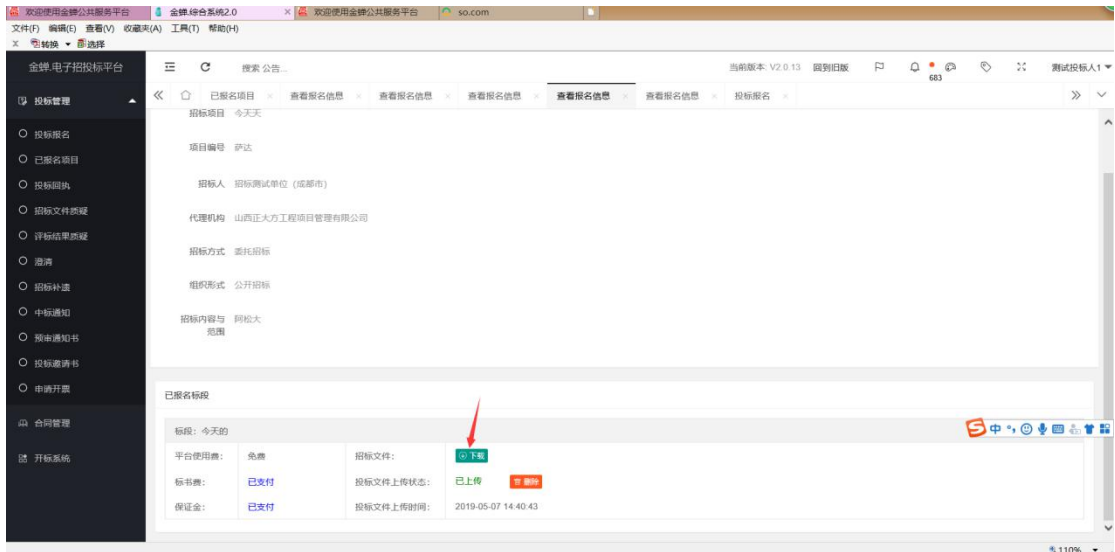 欢迎使用金蝉公共服务平台 金蝉.综合系统2.0 × 欢迎使用金蝉公共服务平台 so.com
文件(F) 编辑(E) 查看(V) 收藏夹(A) 工具(T) 帮助(H)
x 转换 ▼ 选择
金蝉.电子招投标平台 搜索 公告... 当前版本: V2.0.13 回到旧版 683 测试投标人1
投标管理 已报名项目 × 查看报名信息 × 查看报名信息 × 查看报名信息 × 查看报名信息 × 查看报名信息 × 投标报名 ×
招标项目 今天天
投标报名
项目编号 萨达
已报名项目
投标回执
招标人 招标测试单位 (成都市)
招标文件质疑
代理机构 山西正大方工程项目管理有限公司
评标结果质疑
招标方式 委托招标
澄清
招标补遗
组织形式 公开招标
中标通知
招标内容与范围 阿松大
预审通知书
投标邀请书
申请开票
已报名标段
合同管理
标段: 今天的
中
开标系统
平台使用费: 免费 招标文件: 下载
标书费: 已支付 投标文件上传状态: 已上传 删除
保证金: 已支付 投标文件上传时间: 2019-05-07 14:40:43
110%